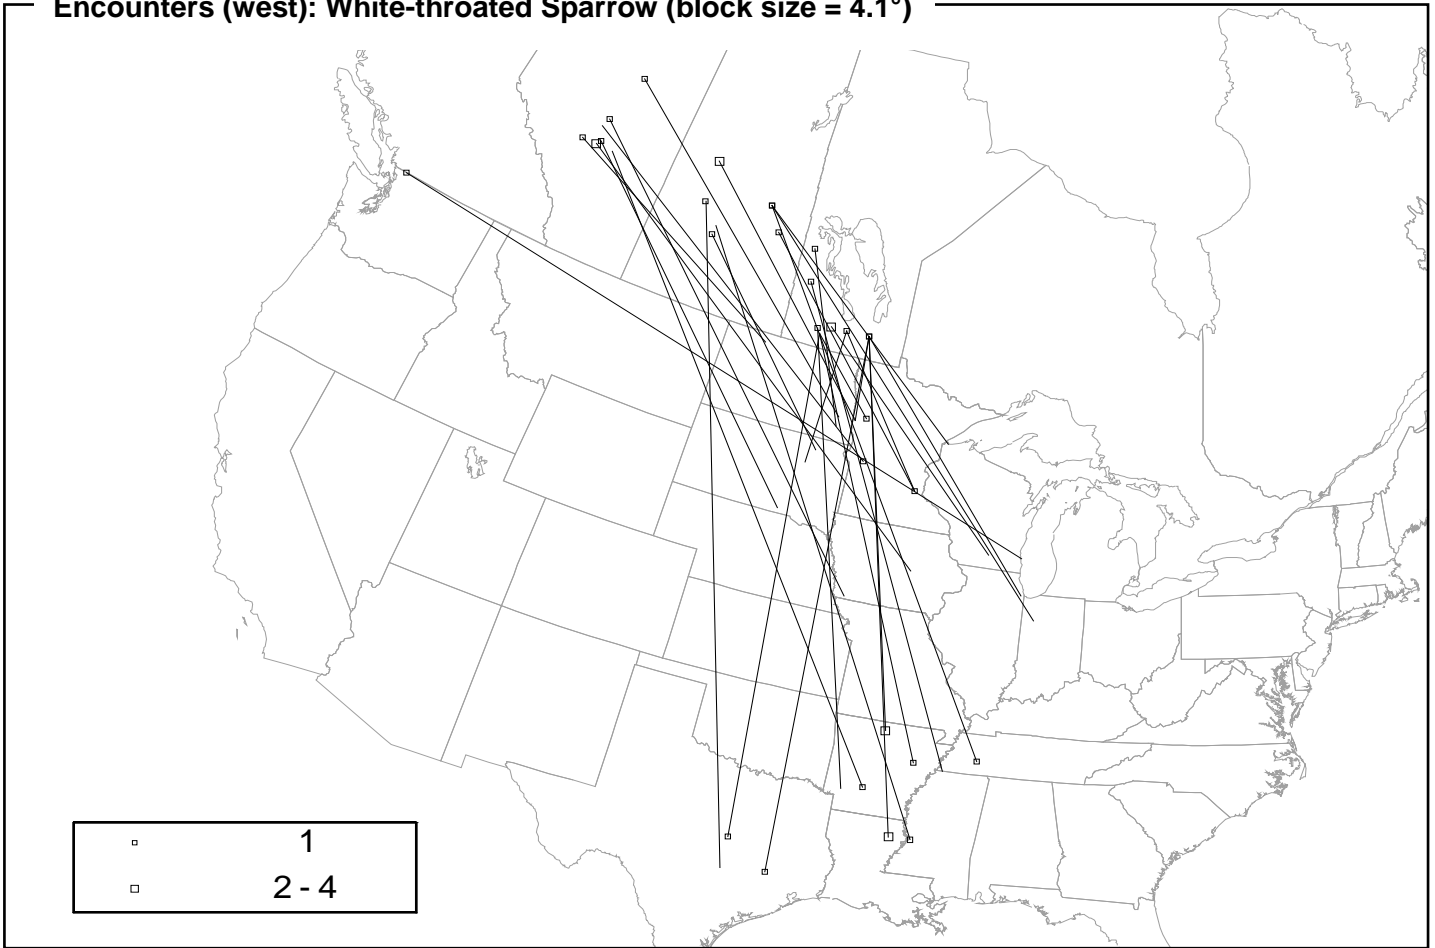 Encounters (west): White-throated Sparrow (block size = 4.1°)
1
2 - 4